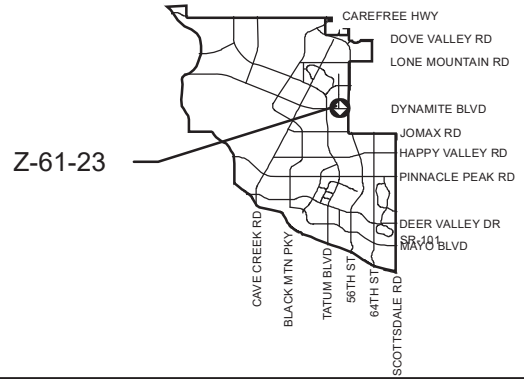 CAREFREE HWY
DOVE VALLEY RD
LONE MOUNTAIN RD
DYNAMITE BLVD
JOMAX RD
Z-61-23
HAPPY VALLEY RD
PINNACLE PEAK RD
DEER VALLEY DR
SR-101
MAYO BLVD
CAVE CREEK RD
BLACK MTN PKY
TATUM BLVD
56TH ST
64TH ST
SCOTTSDALE RD